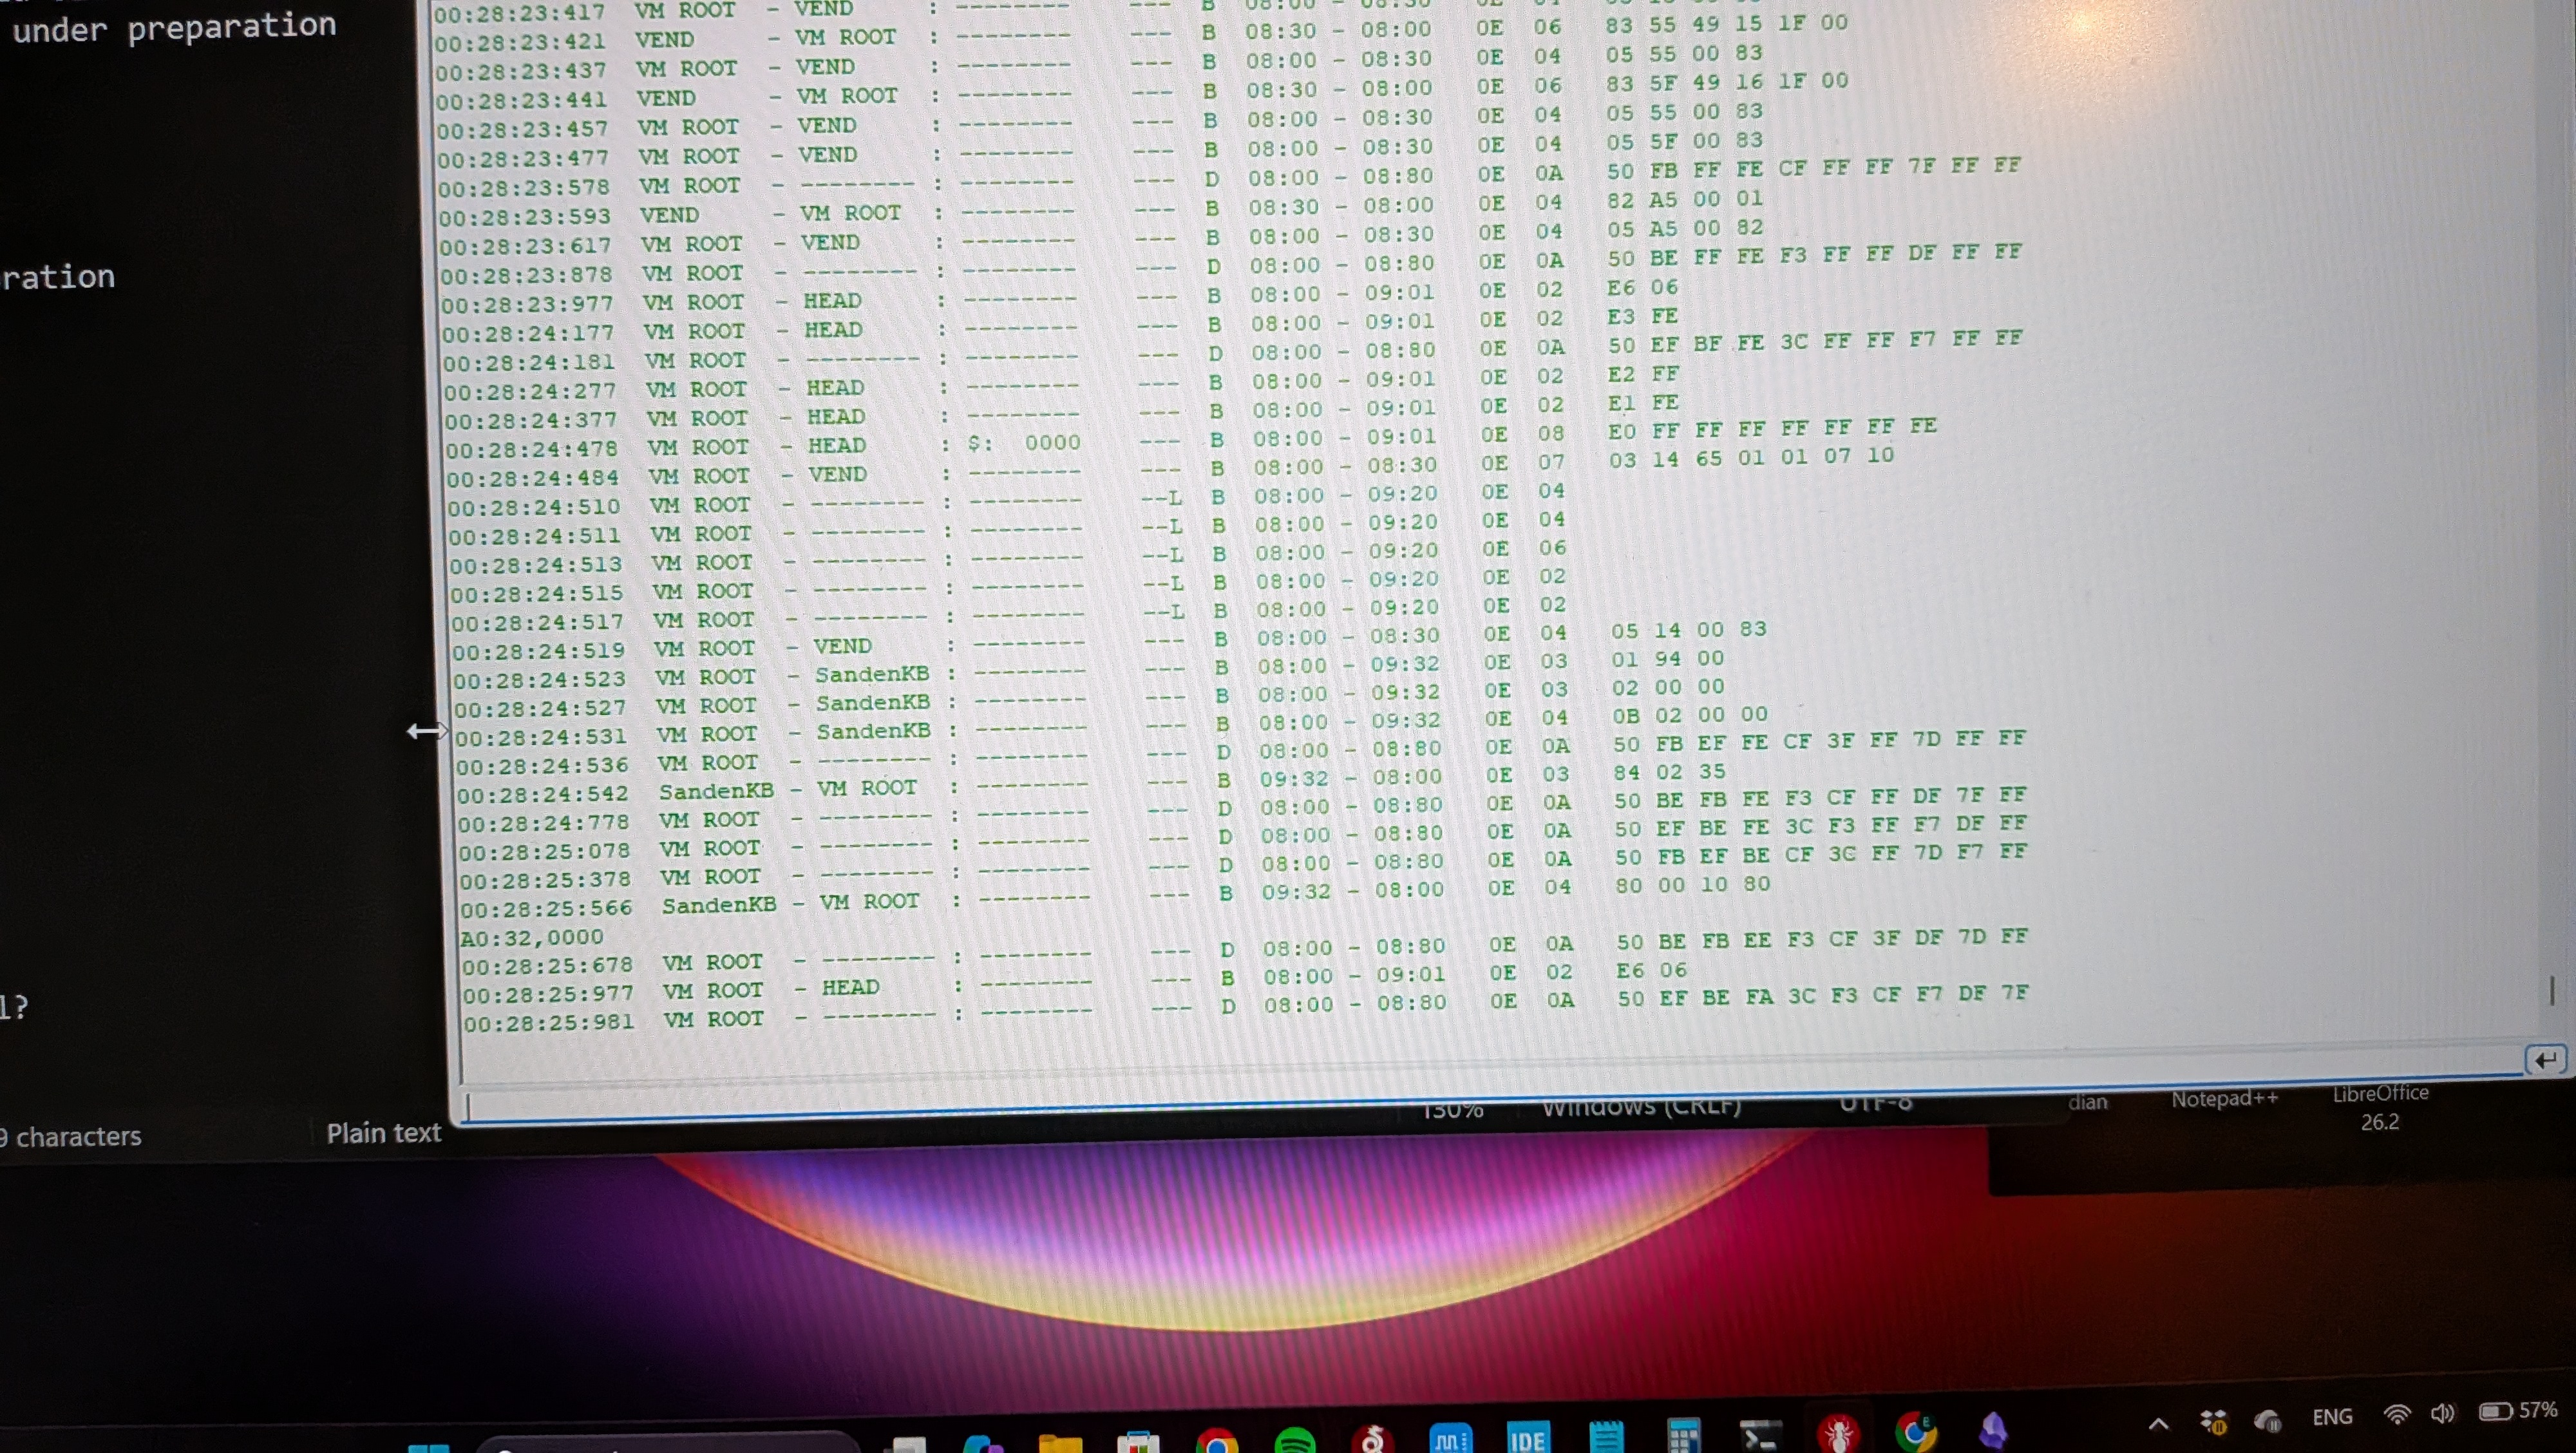 under preparation
ration
l?
9 characters
Plain text
00:28:23:417 VM ROOT - VEND : -------- --- B 08:00 - 08:30 0E
00:28:23:421 VEND - VM ROOT : -------- --- B 08:30 - 08:00 0E 06 83 55 49 15 1F 00
00:28:23:437 VM ROOT - VEND : -------- --- B 08:00 - 08:30 0E 04 05 55 00 83
00:28:23:441 VEND - VM ROOT : -------- --- B 08:30 - 08:00 0E 06 83 5F 49 16 1F 00
00:28:23:457 VM ROOT - VEND : -------- --- B 08:00 - 08:30 0E 04 05 55 00 83
00:28:23:477 VM ROOT - VEND : -------- --- B 08:00 - 08:30 0E 04 05 5F 00 83
00:28:23:578 VM ROOT - -------- : -------- --- D 08:00 - 08:80 0E 0A 50 FB FF FE CF FF FF 7F FF FF
00:28:23:593 VEND - VM ROOT : -------- --- B 08:30 - 08:00 0E 04 82 A5 00 01
00:28:23:617 VM ROOT - VEND : -------- --- B 08:00 - 08:30 0E 04 05 A5 00 82
00:28:23:878 VM ROOT - -------- : -------- --- D 08:00 - 08:80 0E 0A 50 BE FF FE F3 FF FF DF FF FF
00:28:23:977 VM ROOT - HEAD : -------- --- B 08:00 - 09:01 0E 02 E6 06
00:28:24:177 VM ROOT - HEAD : -------- --- B 08:00 - 09:01 0E 02 E3 FE
00:28:24:181 VM ROOT - -------- : -------- --- D 08:00 - 08:80 0E 0A 50 EF BF FE 3C FF FF F7 FF FF
00:28:24:277 VM ROOT - HEAD : -------- --- B 08:00 - 09:01 0E 02 E2 FF
00:28:24:377 VM ROOT - HEAD : -------- --- B 08:00 - 09:01 0E 02 E1 FE
00:28:24:478 VM ROOT - HEAD : $: 0000 --- B 08:00 - 09:01 0E 08 E0 FF FF FF FF FF FF FE
00:28:24:484 VM ROOT - VEND : -------- --- B 08:00 - 08:30 0E 07 03 14 65 01 01 07 10
00:28:24:510 VM ROOT - -------- : -------- --L B 08:00 - 09:20 0E 04
00:28:24:511 VM ROOT - -------- : -------- --L B 08:00 - 09:20 0E 04
00:28:24:513 VM ROOT - -------- : -------- --L B 08:00 - 09:20 0E 06
00:28:24:515 VM ROOT - -------- : -------- --L B 08:00 - 09:20 0E 02
00:28:24:517 VM ROOT - -------- : -------- --L B 08:00 - 09:20 0E 02
00:28:24:519 VM ROOT - VEND : -------- --- B 08:00 - 08:30 0E 04 05 14 00 83
00:28:24:523 VM ROOT - SandenKB : -------- --- B 08:00 - 09:32 0E 03 01 94 00
00:28:24:527 VM ROOT - SandenKB : -------- --- B 08:00 - 09:32 0E 03 02 00 00
00:28:24:531 VM ROOT - SandenKB : -------- --- B 08:00 - 09:32 0E 04 0B 02 00 00
00:28:24:536 VM ROOT - -------- : -------- --- D 08:00 - 08:80 0E 0A 50 FB EF FE CF 3F FF 7D FF FF
00:28:24:542 SandenKB - VM ROOT : -------- --- B 09:32 - 08:00 0E 03 84 02 35
00:28:24:778 VM ROOT - -------- : -------- --- D 08:00 - 08:80 0E 0A 50 BE FB FE F3 CF FF DF 7F FF
00:28:25:078 VM ROOT - -------- : -------- --- D 08:00 - 08:80 0E 0A 50 EF BE FE 3C F3 FF F7 DF FF
00:28:25:378 VM ROOT - -------- : -------- --- D 08:00 - 08:80 0E 0A 50 FB EF BE CF 3C FF 7D F7 FF
00:28:25:566 SandenKB - VM ROOT : -------- --- B 09:32 - 08:00 0E 04 80 00 10 80
A0:32,0000
00:28:25:678 VM ROOT - -------- : -------- --- D 08:00 - 08:80 0E 0A 50 BE FB EE F3 CF 3F DF 7D FF
00:28:25:977 VM ROOT - HEAD : -------- --- B 08:00 - 09:01 0E 02 E6 06
00:28:25:981 VM ROOT - -------- : -------- --- D 08:00 - 08:80 0E 0A 50 EF BE FA 3C F3 CF F7 DF 7F
130% Windows (CRLF) UTF-8
dian Notepad++ LibreOffice
26.2
IDE
ENG 57%